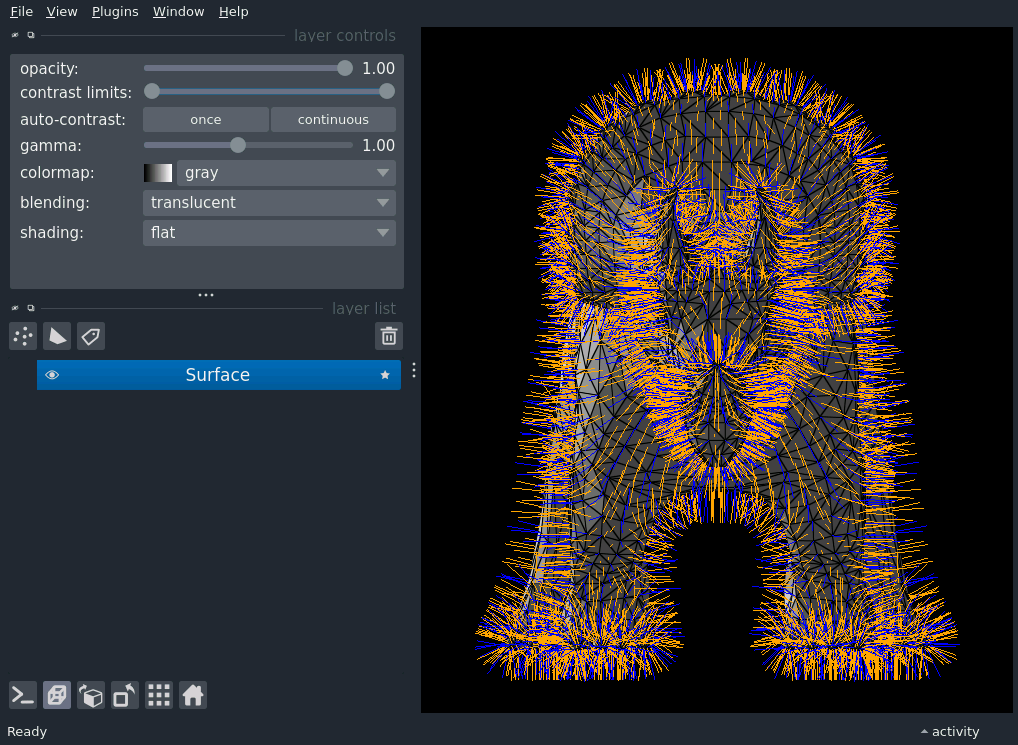 File View Plugins Window Help
layer controls
opacity: 1.00
contrast limits:
auto-contrast: once continuous
gamma: 1.00
colormap: gray
blending: translucent
shading: flat
layer list
Surface
Ready activity